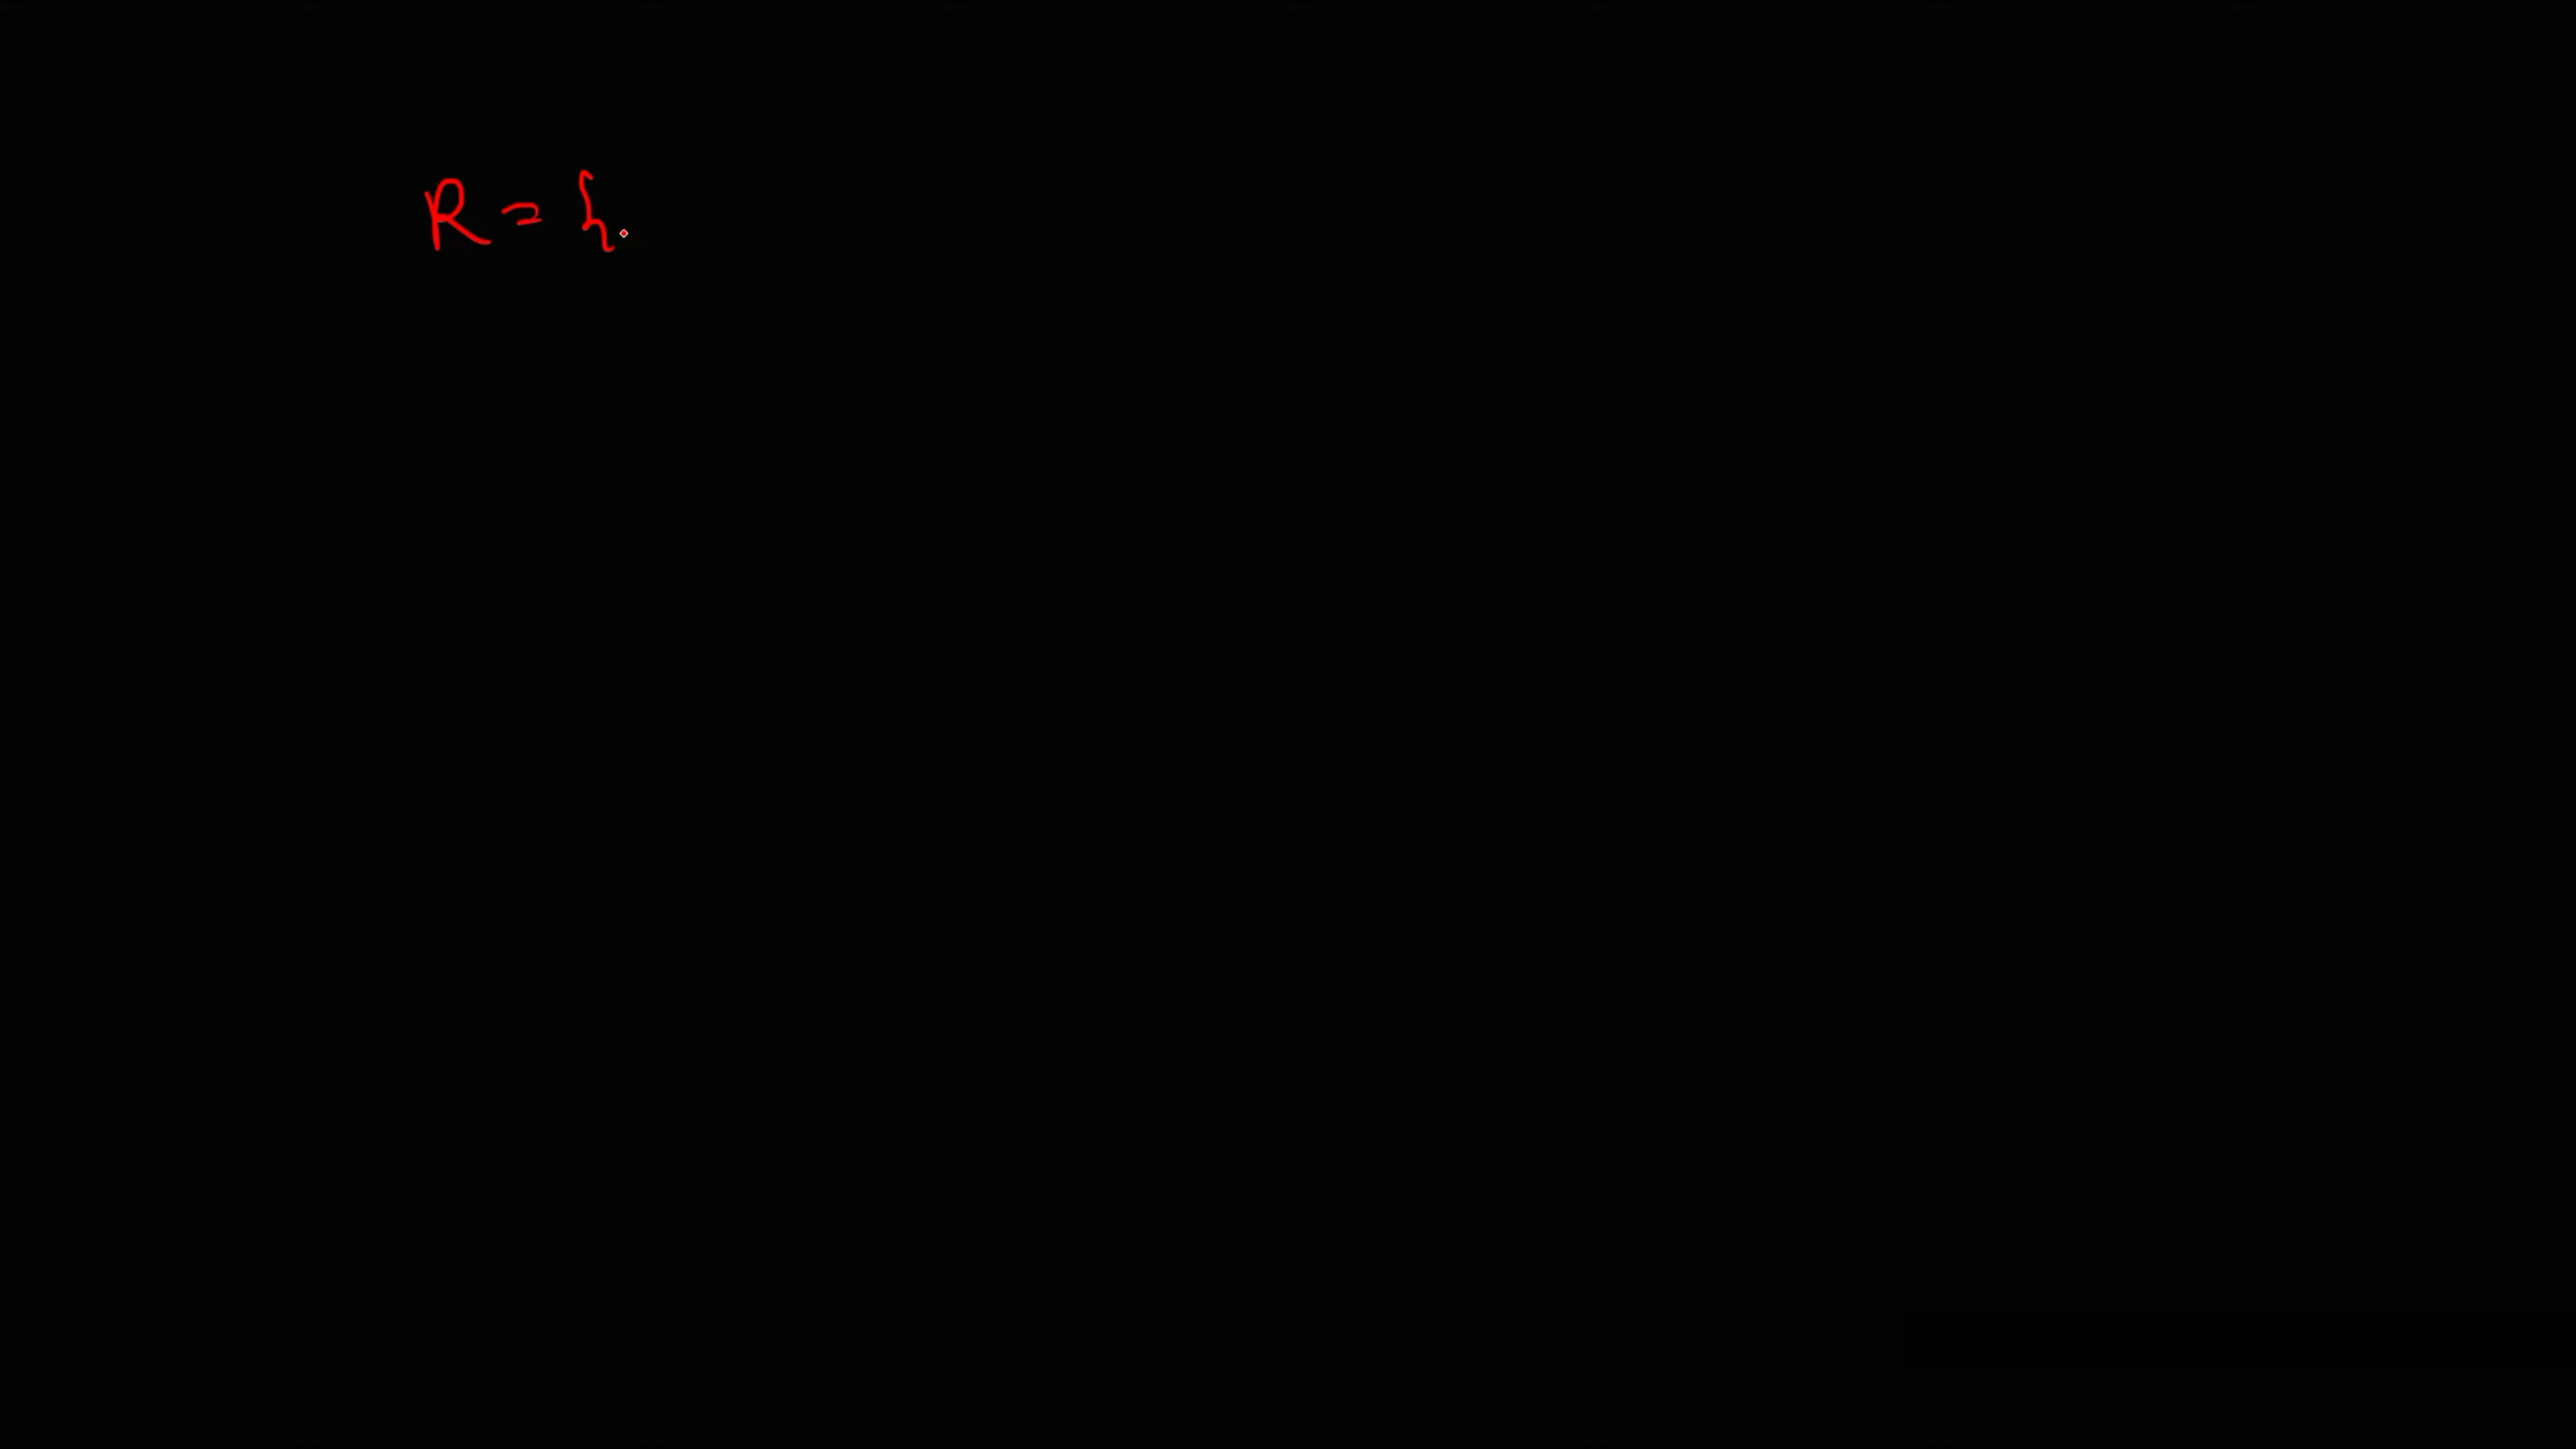 R = {